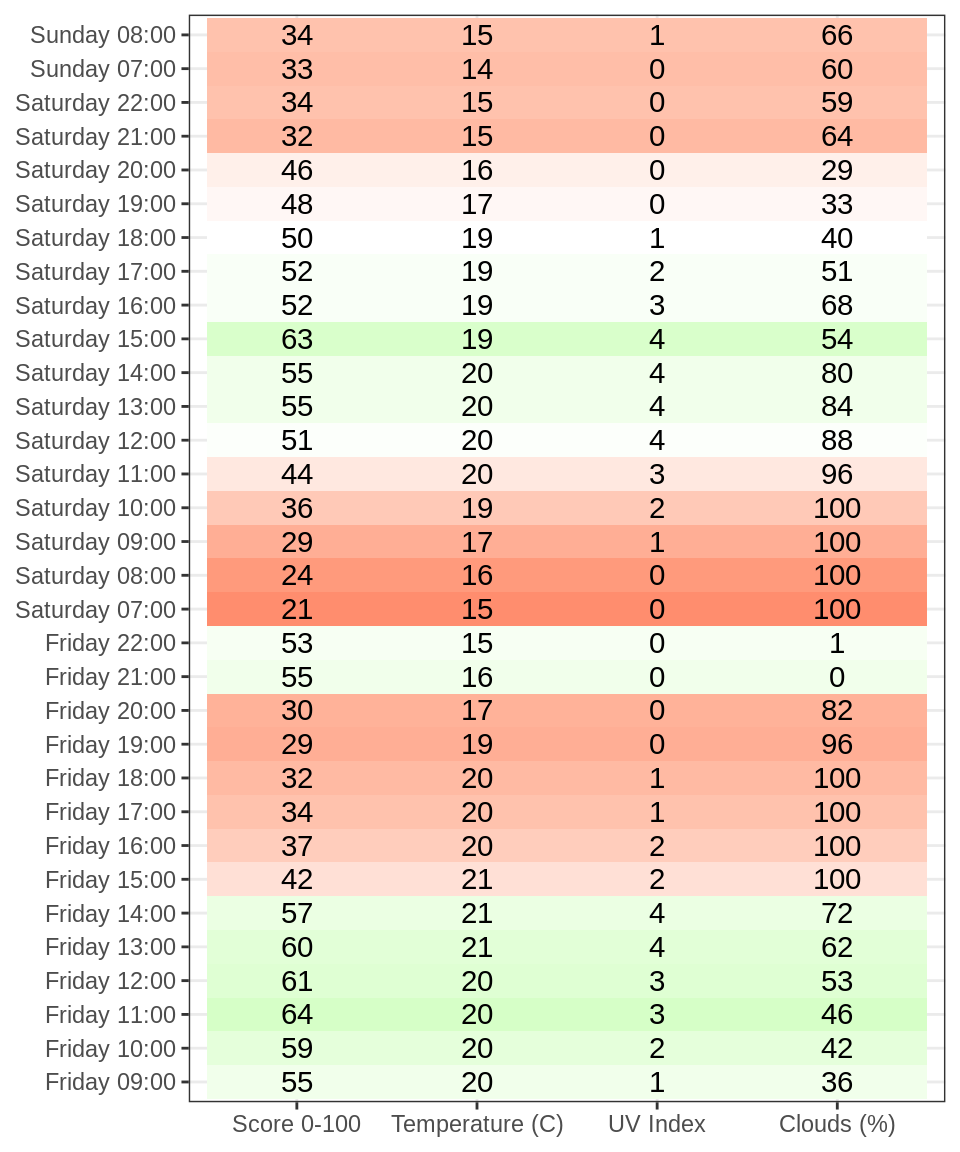 Sunday 08:00 34 15 1 66
Sunday 07:00 33 14 0 60
Saturday 22:00 34 15 0 59
Saturday 21:00 32 15 0 64
Saturday 20:00 46 16 0 29
Saturday 19:00 48 17 0 33
Saturday 18:00 50 19 1 40
Saturday 17:00 52 19 2 51
Saturday 16:00 52 19 3 68
Saturday 15:00 63 19 4 54
Saturday 14:00 55 20 4 80
Saturday 13:00 55 20 4 84
Saturday 12:00 51 20 4 88
Saturday 11:00 44 20 3 96
Saturday 10:00 36 19 2 100
Saturday 09:00 29 17 1 100
Saturday 08:00 24 16 0 100
Saturday 07:00 21 15 0 100
Friday 22:00 53 15 0 1
Friday 21:00 55 16 0 0
Friday 20:00 30 17 0 82
Friday 19:00 29 19 0 96
Friday 18:00 32 20 1 100
Friday 17:00 34 20 1 100
Friday 16:00 37 20 2 100
Friday 15:00 42 21 2 100
Friday 14:00 57 21 4 72
Friday 13:00 60 21 4 62
Friday 12:00 61 20 3 53
Friday 11:00 64 20 3 46
Friday 10:00 59 20 2 42
Friday 09:00 55 20 1 36
Score 0-100 Temperature (C) UV Index Clouds (%)